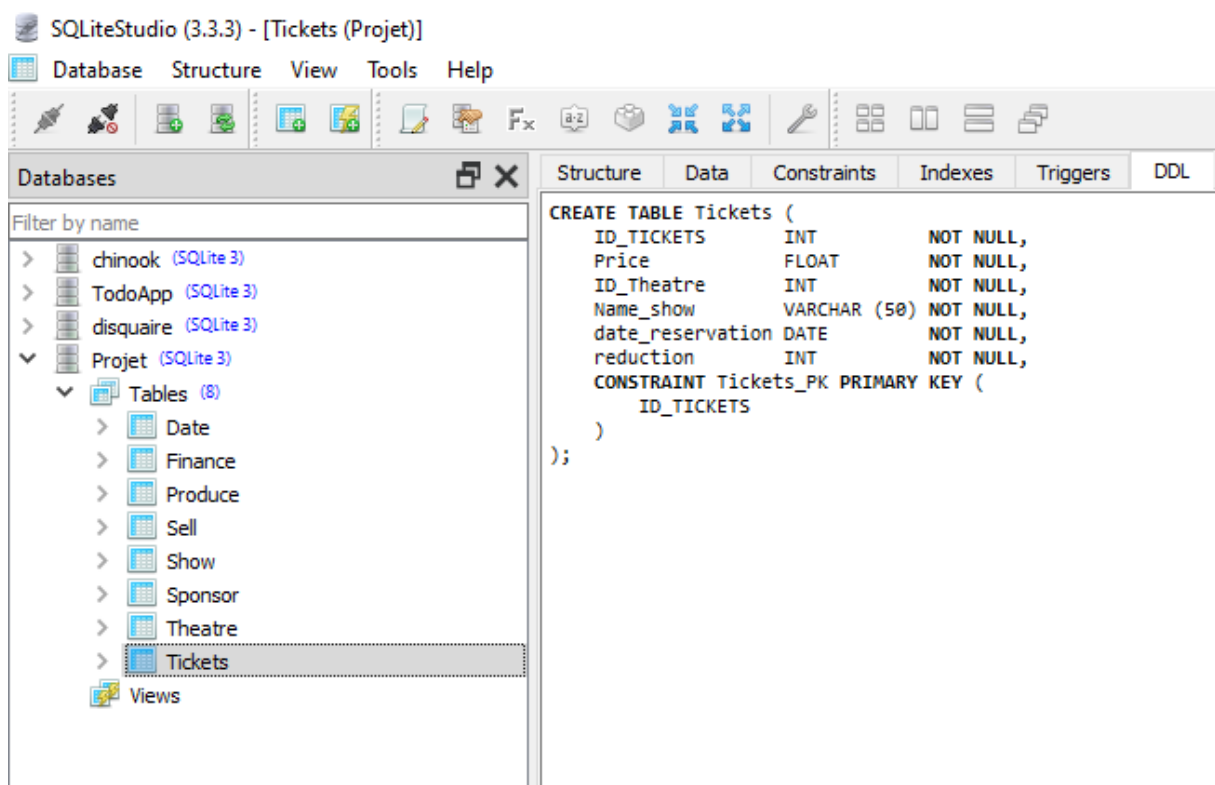 SQLiteStudio (3.3.3) - [Tickets (Projet)]
Database Structure View Tools Help
Fx a·z
Databases
Structure Data Constraints Indexes Triggers DDL
Filter by name
chinook (SQLite 3)
TodoApp (SQLite 3)
disquaire (SQLite 3)
Projet (SQLite 3)
Tables (8)
Date
Finance
Produce
Sell
Show
Sponsor
Theatre
Tickets
Views
CREATE TABLE Tickets (
    ID_TICKETS       INT          NOT NULL,
    Price            FLOAT        NOT NULL,
    ID_Theatre       INT          NOT NULL,
    Name_show        VARCHAR (50) NOT NULL,
    date_reservation DATE         NOT NULL,
    reduction        INT          NOT NULL,
    CONSTRAINT Tickets_PK PRIMARY KEY (
        ID_TICKETS
    )
);